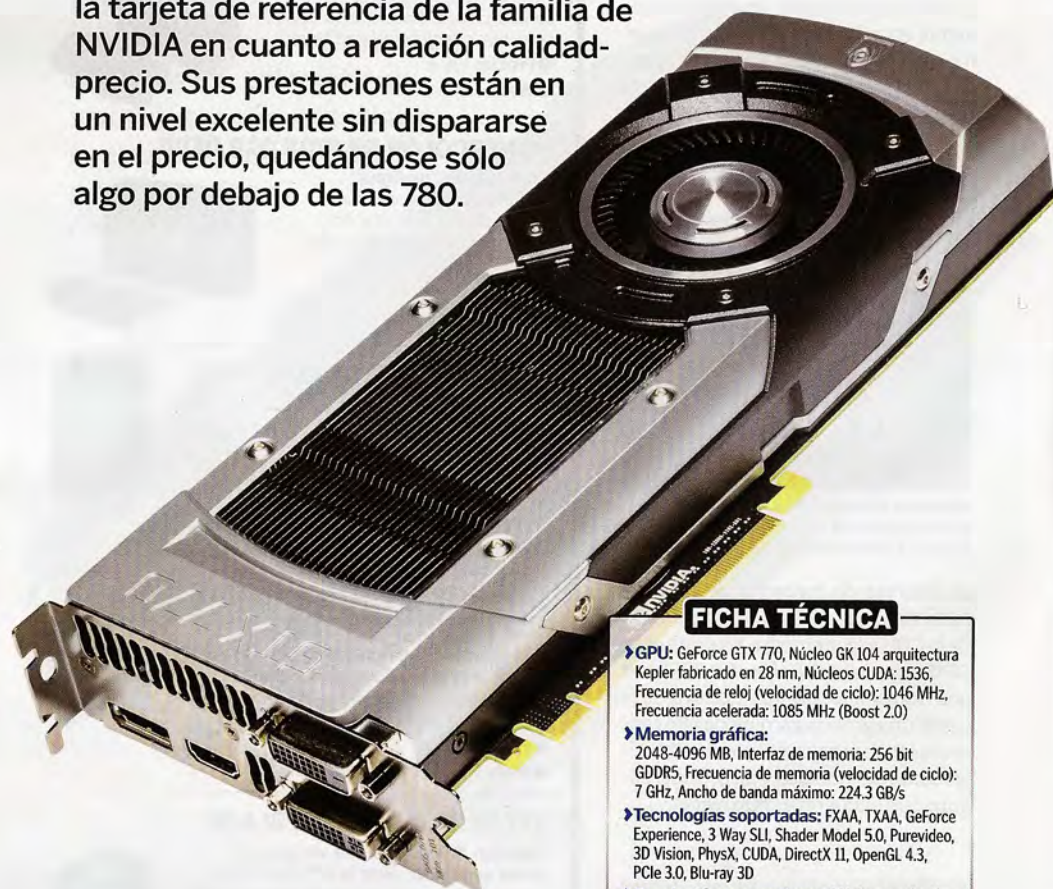 la tarjeta de referencia de la familia de
NVIDIA en cuanto a relación calidad-
precio. Sus prestaciones están en
un nivel excelente sin dispararse
en el precio, quedándose sólo
algo por debajo de las 780.
GTX 770
NVIDIA
FICHA TÉCNICA
GPU: GeForce GTX 770, Núcleo GK 104 arquitectura
Kepler fabricado en 28 nm, Núcleos CUDA: 1536,
Frecuencia de reloj (velocidad de ciclo): 1046 MHz,
Frecuencia acelerada: 1085 MHz (Boost 2.0)
Memoria gráfica:
2048-4096 MB, Interfaz de memoria: 256 bit
GDDR5, Frecuencia de memoria (velocidad de ciclo):
7 GHz, Ancho de banda máximo: 224.3 GB/s
Tecnologías soportadas: FXAA, TXAA, GeForce
Experience, 3 Way SLI, Shader Model 5.0, Purevideo,
3D Vision, PhysX, CUDA, DirectX 11, OpenGL 4.3,
PCIe 3.0, Blu-ray 3D